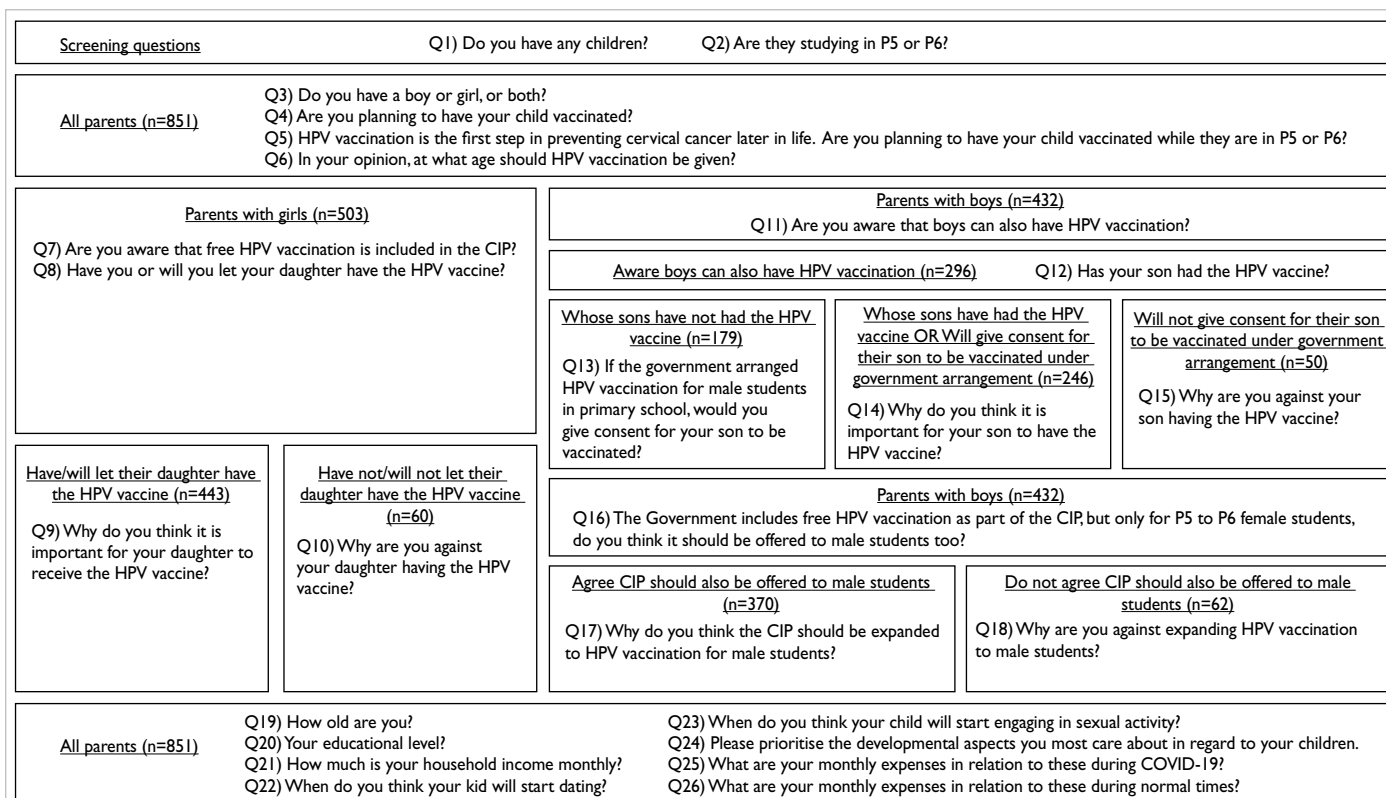 Screening questions
Q1) Do you have any children? Q2) Are they studying in P5 or P6?
All parents (n=851)
Q3) Do you have a boy or girl, or both?
Q4) Are you planning to have your child vaccinated?
Q5) HPV vaccination is the first step in preventing cervical cancer later in life. Are you planning to have your child vaccinated while they are in P5 or P6?
Q6) In your opinion, at what age should HPV vaccination be given?
Parents with girls (n=503)
Q7) Are you aware that free HPV vaccination is included in the CIP?
Q8) Have you or will you let your daughter have the HPV vaccine?
Have/will let their daughter have
the HPV vaccine (n=443)
Q9) Why do you think it is
important for your daughter to
receive the HPV vaccine?
Have not/will not let their
daughter have the HPV vaccine
(n=60)
Q10) Why are you against
your daughter having the HPV
vaccine?
Parents with boys (n=432)
Q11) Are you aware that boys can also have HPV vaccination?
Aware boys can also have HPV vaccination (n=296) Q12) Has your son had the HPV vaccine?
Whose sons have not had the HPV
vaccine (n=179)
Q13) If the government arranged
HPV vaccination for male students
in primary school, would you
give consent for your son to be
vaccinated?
Whose sons have had the HPV
vaccine OR Will give consent for
their son to be vaccinated under
government arrangement (n=246)
Q14) Why do you think it is
important for your son to have the
HPV vaccine?
Will not give consent for their son
to be vaccinated under government
arrangement (n=50)
Q15) Why are you against your
son having the HPV vaccine?
Parents with boys (n=432)
Q16) The Government includes free HPV vaccination as part of the CIP, but only for P5 to P6 female students,
do you think it should be offered to male students too?
Agree CIP should also be offered to male students
(n=370)
Q17) Why do you think the CIP should be expanded
to HPV vaccination for male students?
Do not agree CIP should also be offered to male
students (n=62)
Q18) Why are you against expanding HPV vaccination
to male students?
All parents (n=851)
Q19) How old are you?
Q20) Your educational level?
Q21) How much is your household income monthly?
Q22) When do you think your kid will start dating?
Q23) When do you think your child will start engaging in sexual activity?
Q24) Please prioritise the developmental aspects you most care about in regard to your children.
Q25) What are your monthly expenses in relation to these during COVID-19?
Q26) What are your monthly expenses in relation to these during normal times?